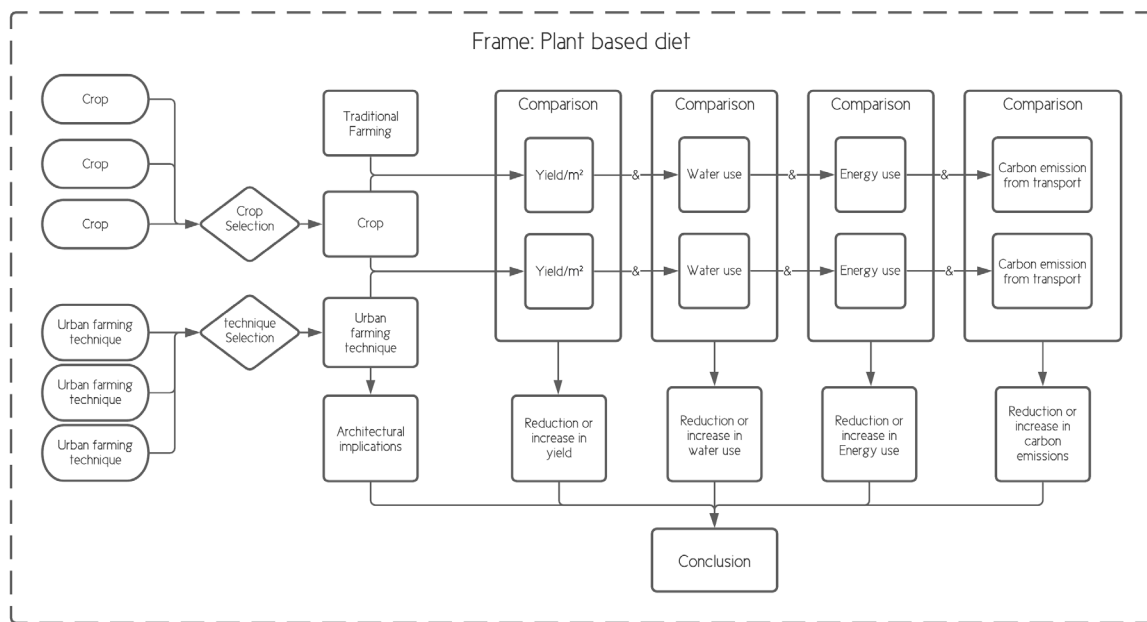 Frame: Plant based diet
Crop
Crop
Crop
Crop
Selection
Urban farming
technique
Urban farming
technique
Urban farming
technique
technique
Selection
Traditional
Farming
Crop
Urban
farming
technique
Architectural
implications
Comparison
Yield/m²
Yield/m²
&
&
Comparison
Water use
Water use
&
&
Comparison
Energy use
Energy use
&
&
Comparison
Carbon emission
from transport
Carbon emission
from transport
Reduction or
increase in
yield
Reduction or
increase in
water use
Reduction or
increase in
Energy use
Reduction or
increase in
carbon
emissions
Conclusion